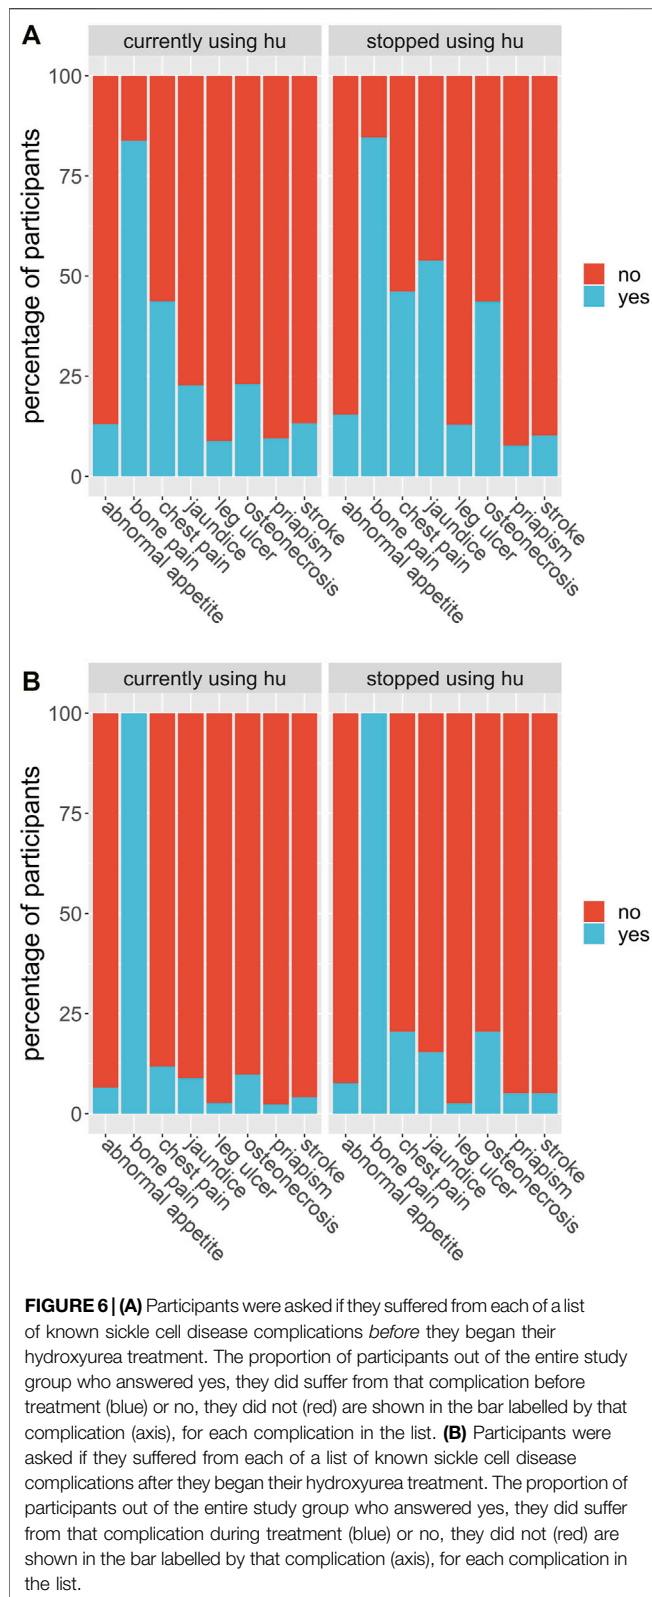 A
currently using hu
stopped using hu
100
75
50
25
0
percentage of participants
no
yes
abnormal appetite
bone pain
chest pain
jaundice
leg ulcer
osteonecrosis
priapism
stroke
abnormal appetite
bone pain
chest pain
jaundice
leg ulcer
osteonecrosis
priapism
stroke
B
currently using hu
stopped using hu
100
75
50
25
0
percentage of participants
no
yes
abnormal appetite
bone pain
chest pain
jaundice
leg ulcer
osteonecrosis
priapism
stroke
abnormal appetite
bone pain
chest pain
jaundice
leg ulcer
osteonecrosis
priapism
stroke
FIGURE 6 | (A) Participants were asked if they suffered from each of a list
of known sickle cell disease complications before they began their
hydroxyurea treatment. The proportion of participants out of the entire study
group who answered yes, they did suffer from that complication before
treatment (blue) or no, they did not (red) are shown in the bar labelled by that
complication (axis), for each complication in the list. (B) Participants were
asked if they suffered from each of a list of known sickle cell disease
complications after they began their hydroxyurea treatment. The proportion of
participants out of the entire study group who answered yes, they did suffer
from that complication during treatment (blue) or no, they did not (red) are
shown in the bar labelled by that complication (axis), for each complication in
the list.